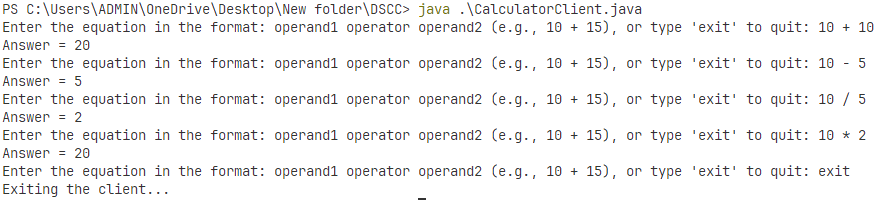 PS C:\Users\ADMIN\OneDrive\Desktop\New folder\DSCC> java .\CalculatorClient.java
Enter the equation in the format: operand1 operator operand2 (e.g., 10 + 15), or type 'exit' to quit: 10 + 10
Answer = 20
Enter the equation in the format: operand1 operator operand2 (e.g., 10 + 15), or type 'exit' to quit: 10 - 5
Answer = 5
Enter the equation in the format: operand1 operator operand2 (e.g., 10 + 15), or type 'exit' to quit: 10 / 5
Answer = 2
Enter the equation in the format: operand1 operator operand2 (e.g., 10 + 15), or type 'exit' to quit: 10 * 2
Answer = 20
Enter the equation in the format: operand1 operator operand2 (e.g., 10 + 15), or type 'exit' to quit: exit
Exiting the client...